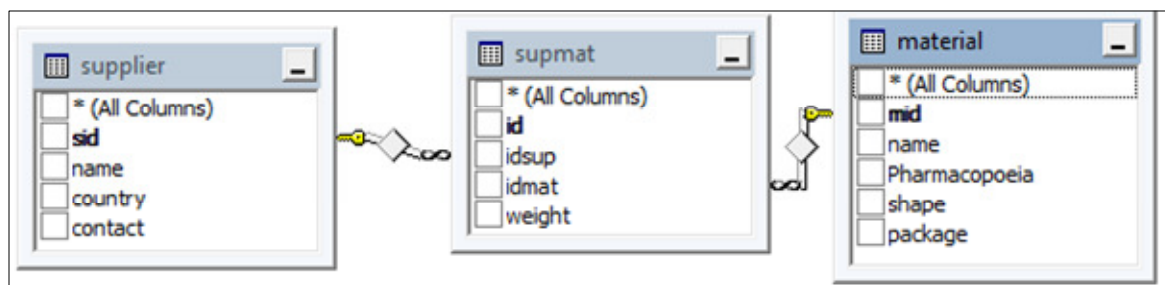 supplier
* (All Columns)
sid
name
country
contact
supmat
* (All Columns)
id
idsup
idmat
weight
material
* (All Columns)
mid
name
Pharmacopoeia
shape
package